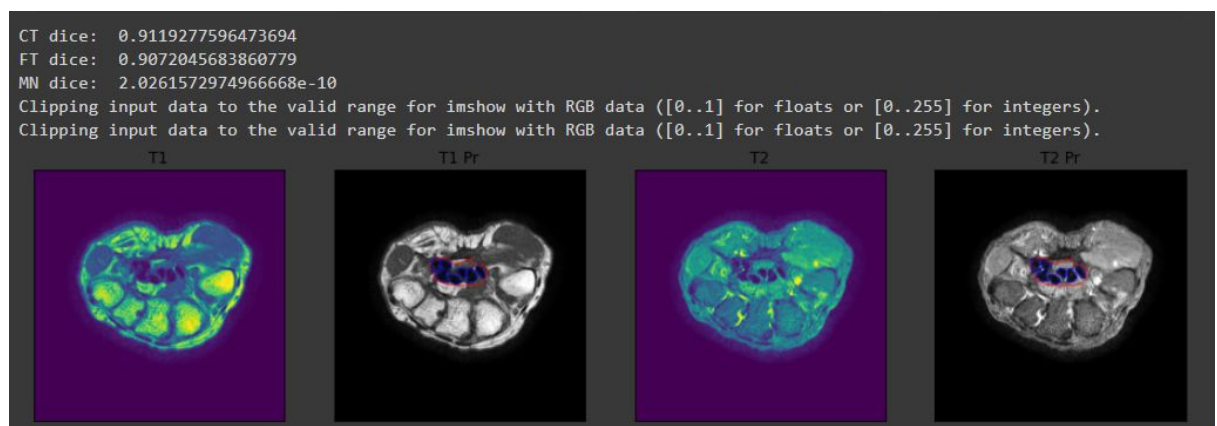 CT dice:  0.9119277596473694
FT dice:  0.9072045683860779
MN dice:  2.0261572974966668e-10
Clipping input data to the valid range for imshow with RGB data ([0..1] for floats or [0..255] for integers).
Clipping input data to the valid range for imshow with RGB data ([0..1] for floats or [0..255] for integers).
T1 T1 Pr T2 T2 Pr